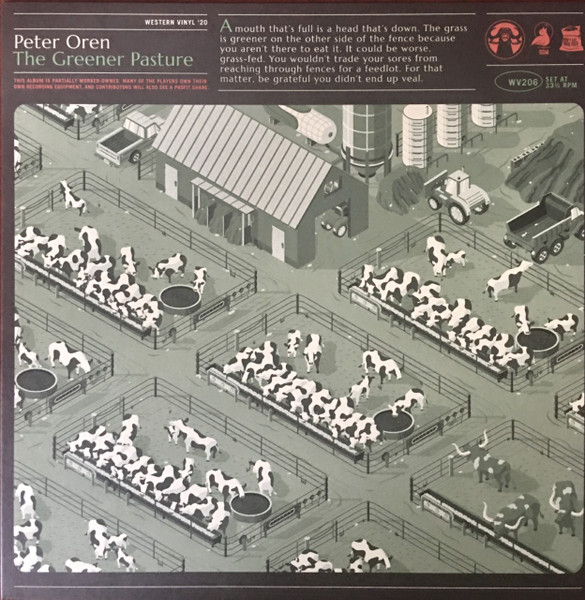 WESTERN VINYL '20
Peter Oren
The Greener Pasture
THIS ALBUM IS PARTIALLY WORKER-OWNED. MANY OF THE PLAYERS OWN THEIR
OWN RECORDING EQUIPMENT, AND CONTRIBUTORS WILL ALSO SEE A PROFIT SHARE.
A mouth that's full is a head that's down. The grass
is greener on the other side of the fence because
you aren't there to eat it. It could be worse.
grass-fed. You wouldn't trade your sores from
reaching through fences for a feedlot. For that
matter, be grateful you didn't end up veal.
WV206
SET AT
33⅓ RPM